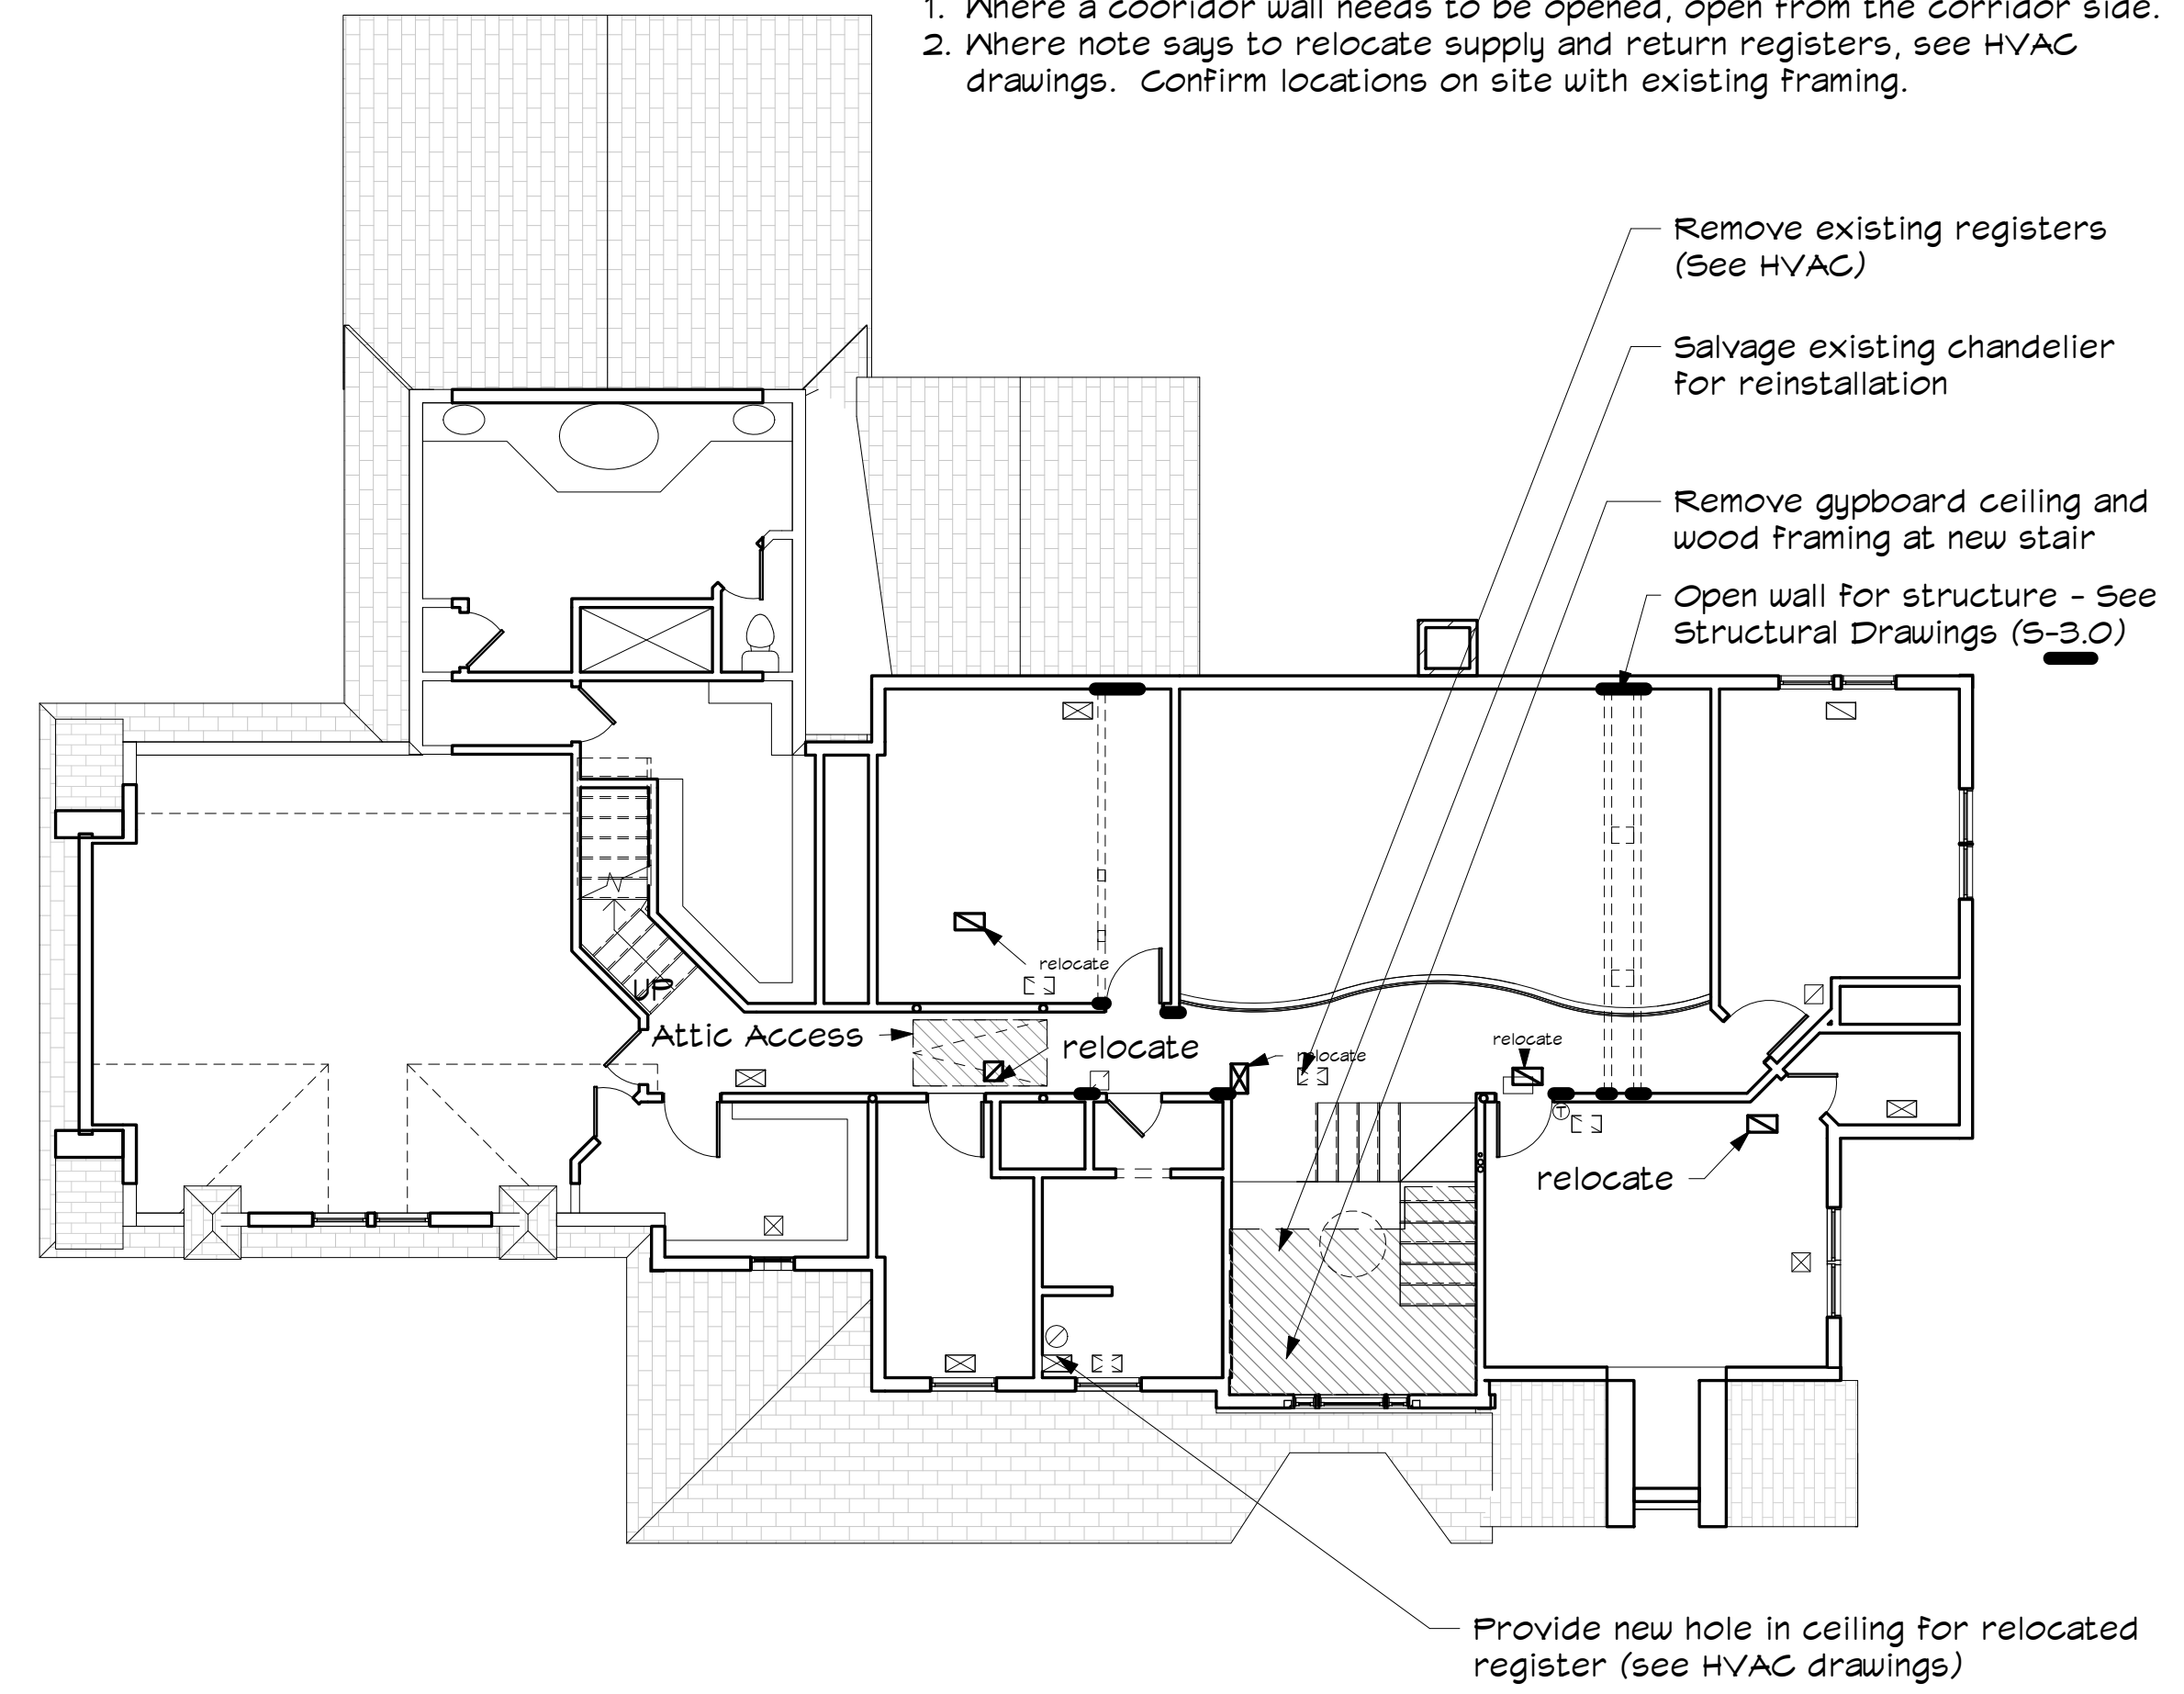 1. Where a cooridor wall needs to be opened, open from the corridor side.
2. Where note says to relocate supply and return registers, see HVAC
drawings. Confirm locations on site with existing framing.
Remove existing registers
(See HVAC)
Salvage existing chandelier
for reinstallation
Remove gypboard ceiling and
wood framing at new stair
Open wall for structure - See
Structural Drawings (S-3.0)
relocate
UP
Attic Access
relocate
relocate
relocate
T
relocate
Provide new hole in ceiling for relocated
register (see HVAC drawings)